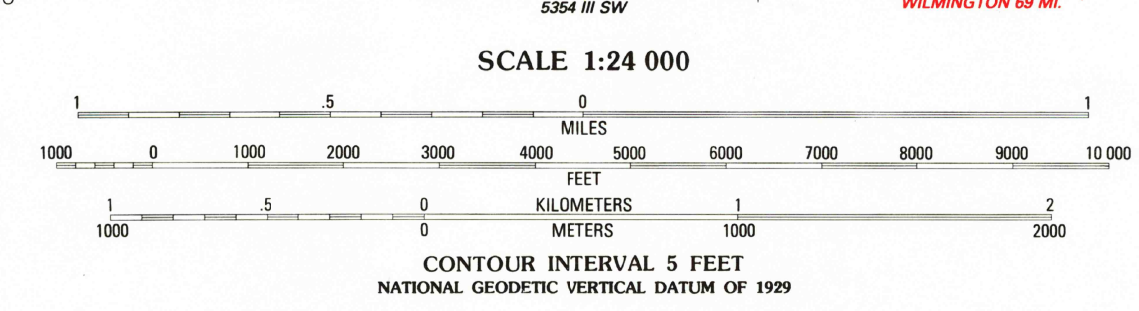 5354 III SW
WILMINGTON 69 MI.
SCALE 1:24 000
1 .5 0 1
MILES
1000 0 1000 2000 3000 4000 5000 6000 7000 8000 9000 10 000
FEET
1 .5 0 KILOMETERS 1 2
1000 0 METERS 1000 2000
CONTOUR INTERVAL 5 FEET
NATIONAL GEODETIC VERTICAL DATUM OF 1929